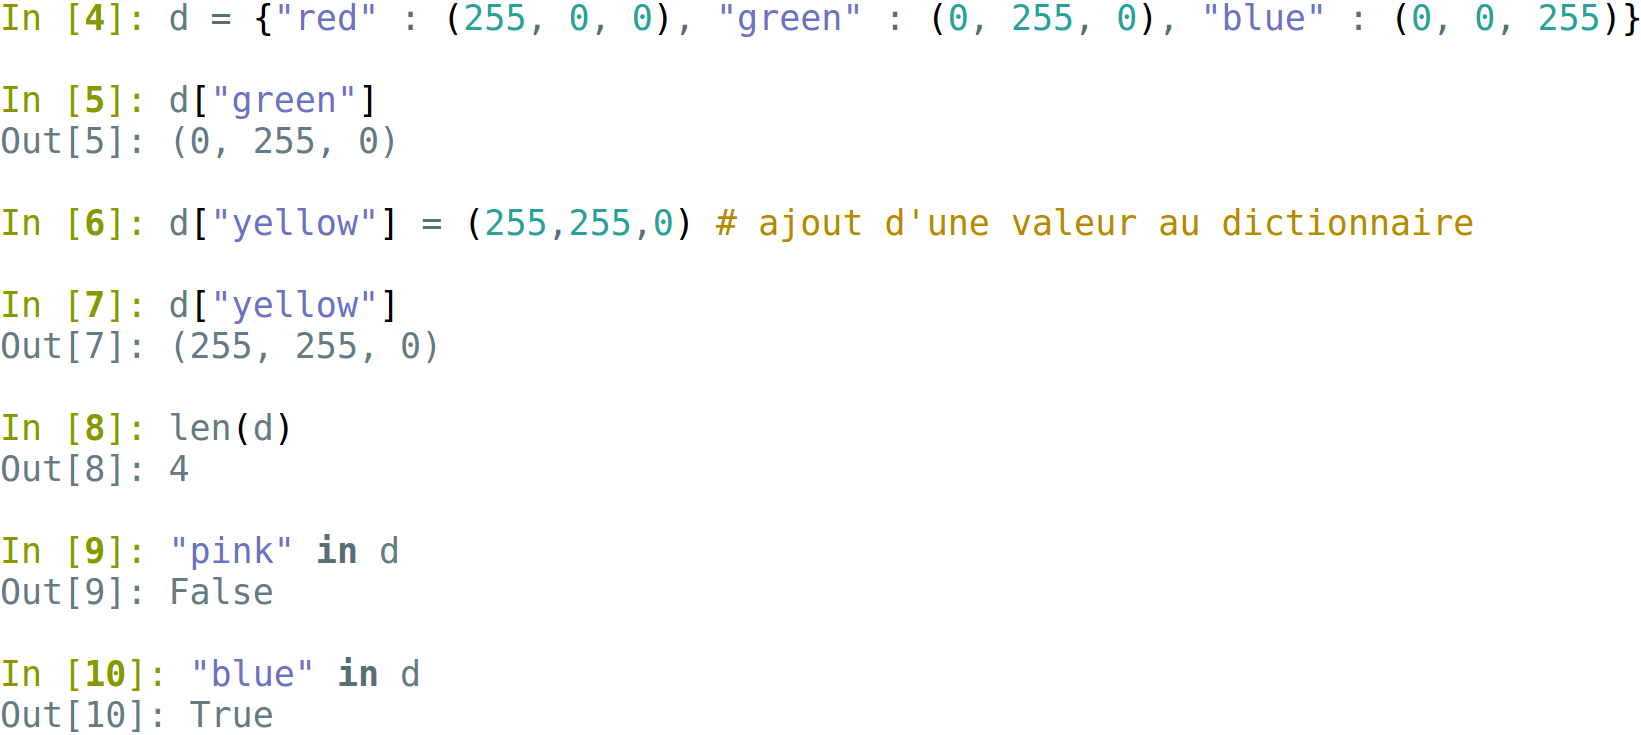 In [4]: d = {"red" : (255, 0, 0), "green" : (0, 255, 0), "blue" : (0, 0, 255)}
In [5]: d["green"]
Out[5]: (0, 255, 0)
In [6]: d["yellow"] = (255,255,0) # ajout d'une valeur au dictionnaire
In [7]: d["yellow"]
Out[7]: (255, 255, 0)
In [8]: len(d)
Out[8]: 4
In [9]: "pink" in d
Out[9]: False
In [10]: "blue" in d
Out[10]: True